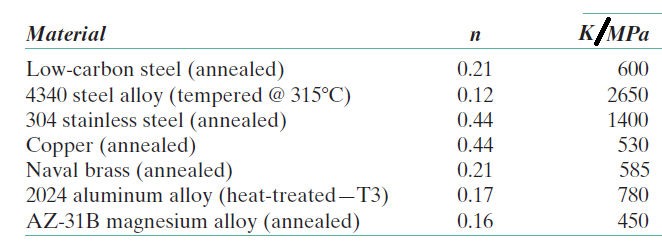 Material n K/MPa
Low-carbon steel (annealed) 0.21 600
4340 steel alloy (tempered @ 315°C) 0.12 2650
304 stainless steel (annealed) 0.44 1400
Copper (annealed) 0.44 530
Naval brass (annealed) 0.21 585
2024 aluminum alloy (heat-treated—T3) 0.17 780
AZ-31B magnesium alloy (annealed) 0.16 450